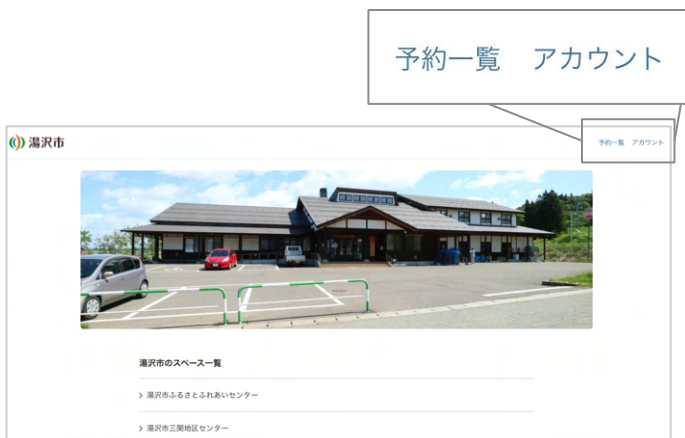 予約一覧 アカウント
湯沢市
予約一覧 アカウント
湯沢市のスペース一覧
湯沢市ふるさとふれあいセンター
湯沢市三関地区センター